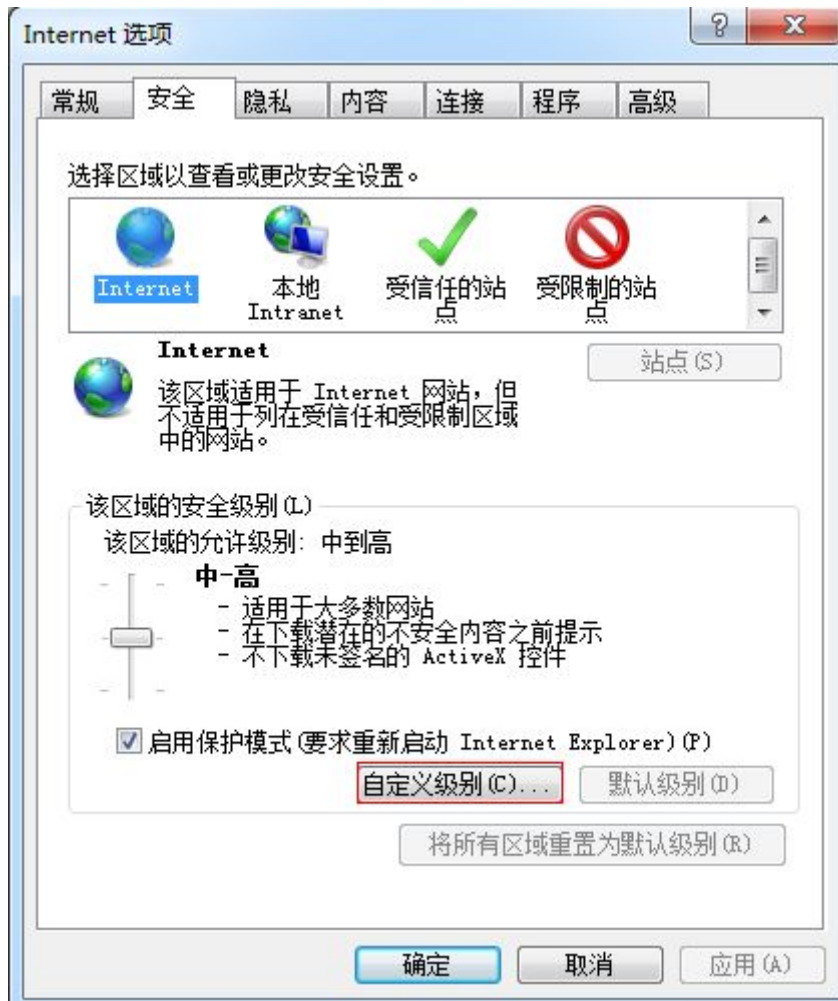 Internet 选项
常规 安全 隐私 内容 连接 程序 高级
选择区域以查看或更改安全设置。
Internet 本地 受信任的站 受限制的站
Intranet 点 点
Internet
站点(S)
该区域适用于 Internet 网站，但
不适用于列在受信任和受限制区域
中的网站。
该区域的安全级别(L)
该区域的允许级别: 中到高
中-高
- 适用于大多数网站
- 在下载潜在的不安全内容之前提示
- 不下载未签名的 ActiveX 控件
启用保护模式(要求重新启动 Internet Explorer)(P)
自定义级别(C)... 默认级别(D)
将所有区域重置为默认级别(R)
确定 取消 应用(A)